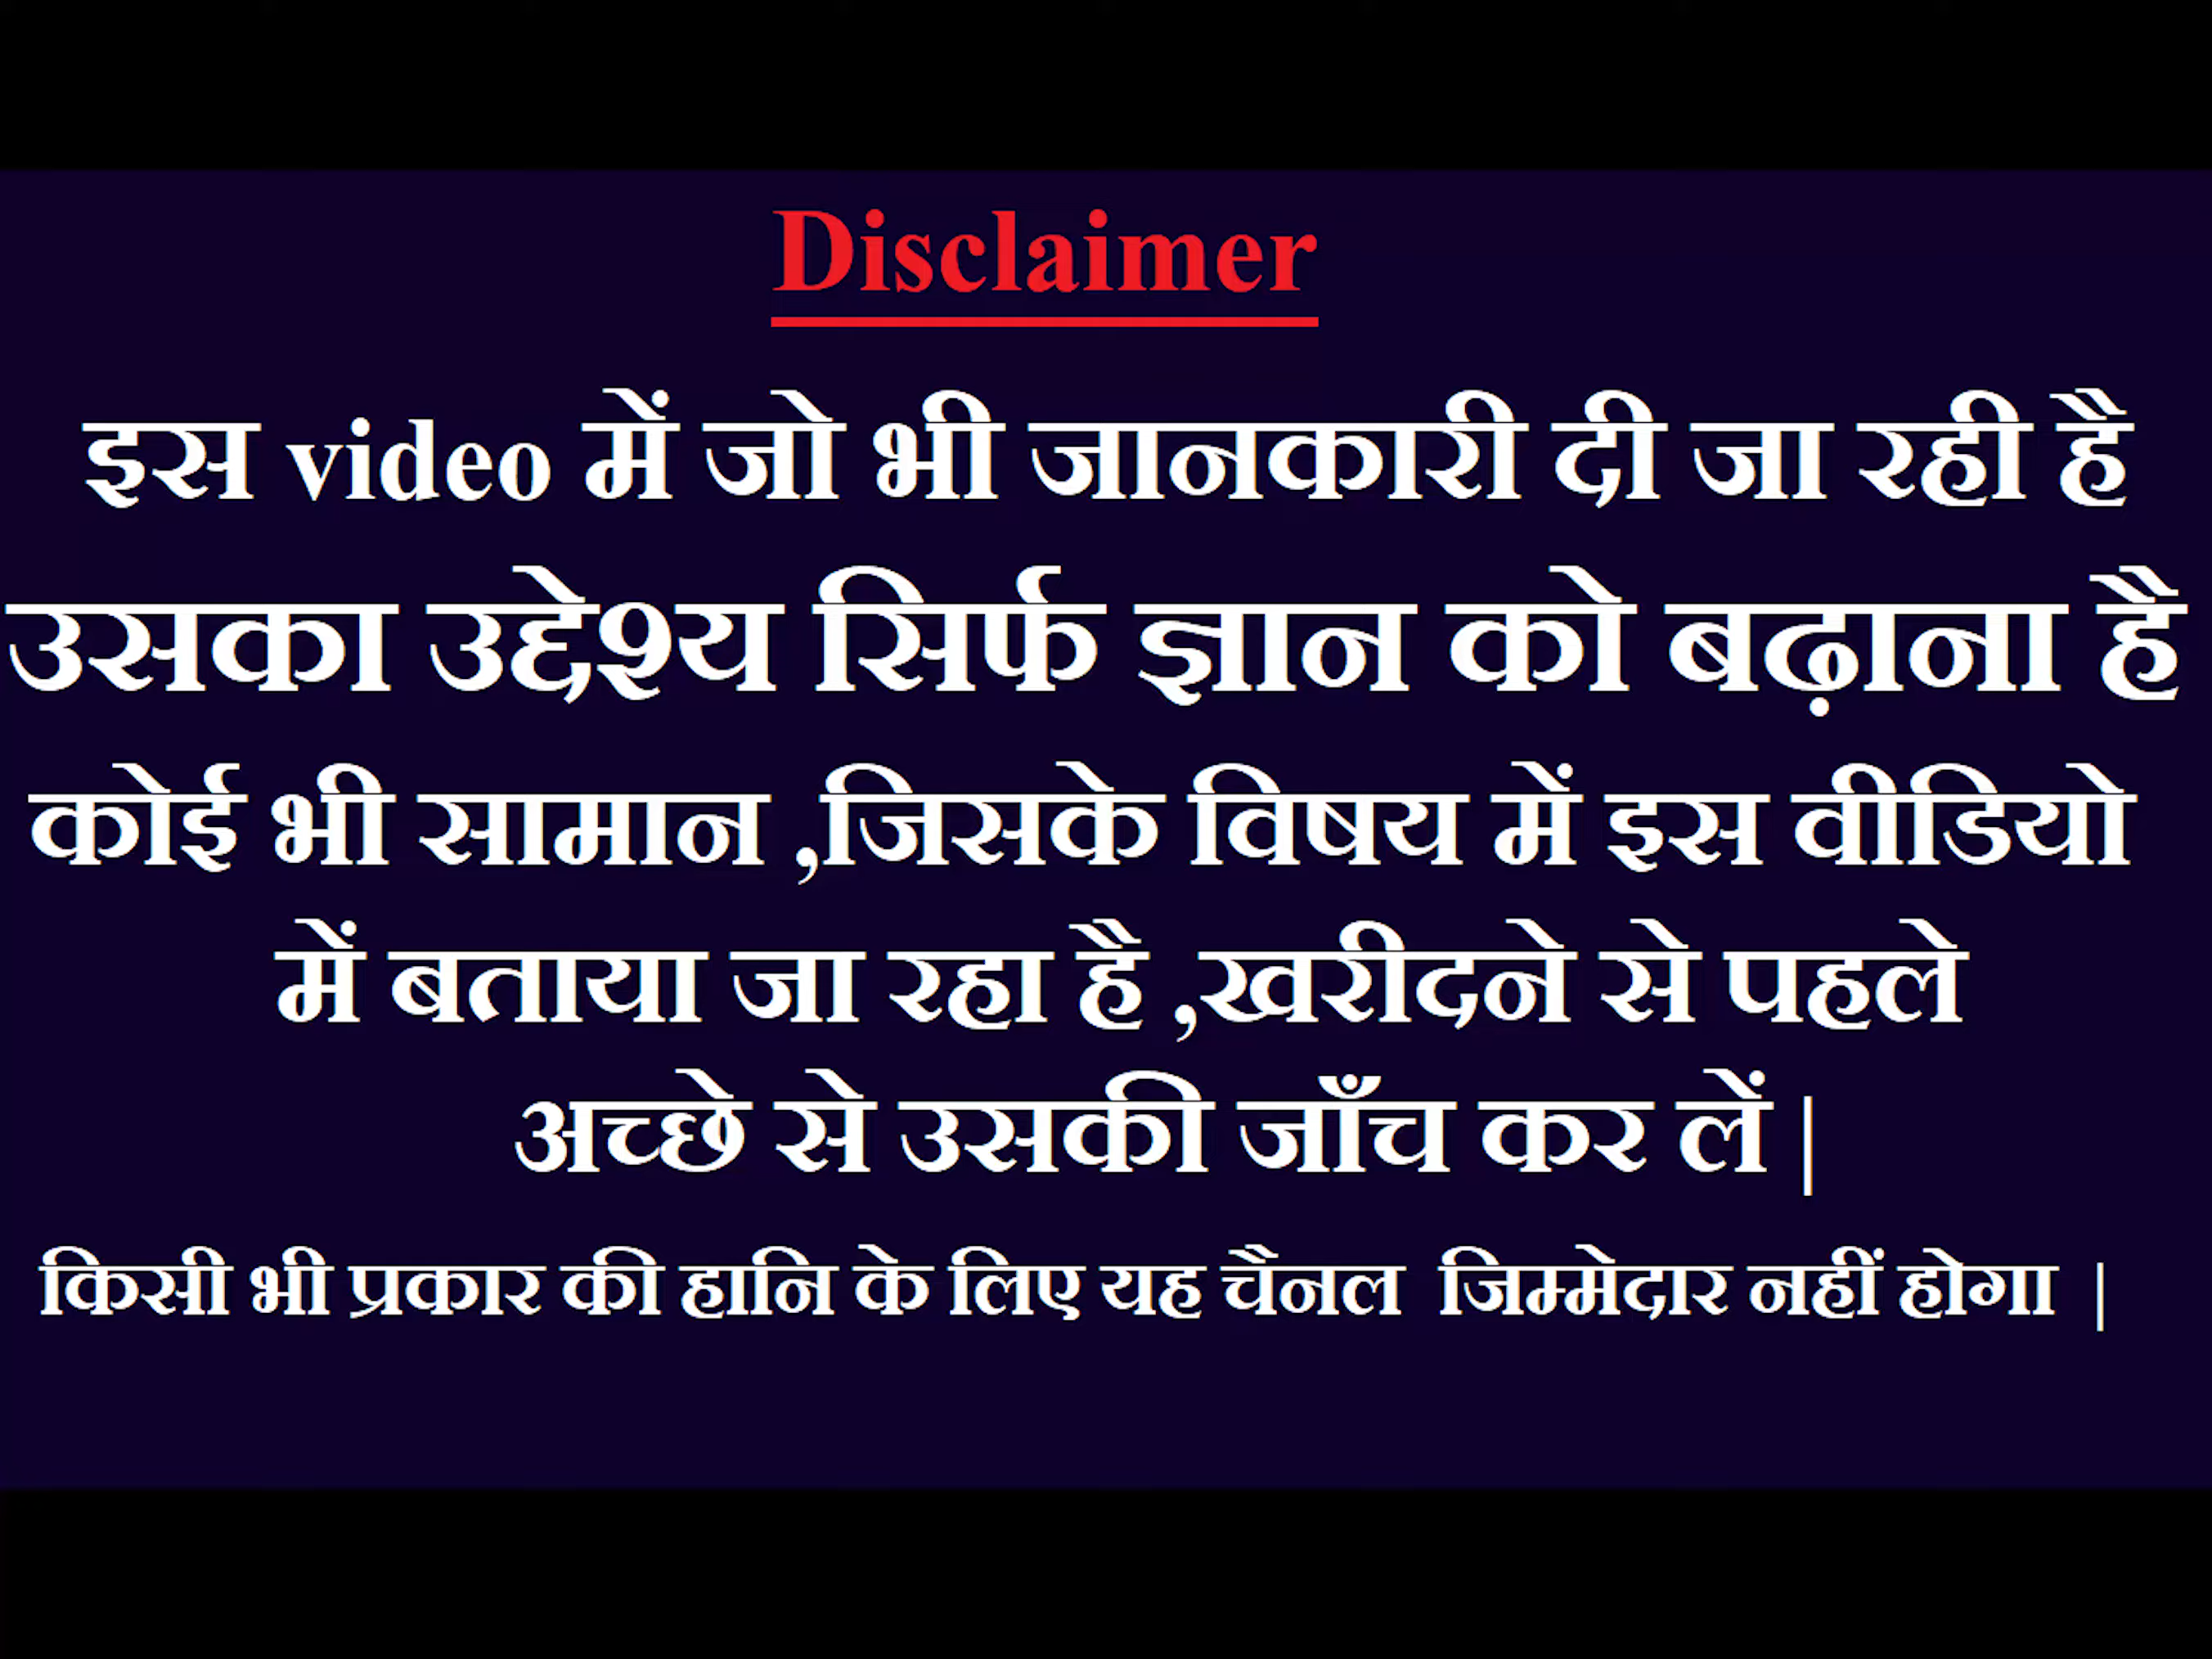 Disclaimer
इस video में जो भी जानकारी दी जा रही है
उसका उद्देश्य सिर्फ ज्ञान को बढ़ाना है
कोई भी सामान ,जिसके विषय में इस वीडियो
में बताया जा रहा है ,खरीदने से पहले
अच्छे से उसकी जाँच कर लें |
किसी भी प्रकार की हानि के लिए यह चैनल जिम्मेदार नहीं होगा |